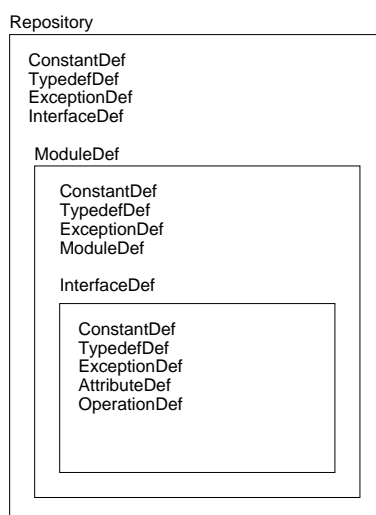 Repository
ConstantDef
TypedefDef
ExceptionDef
InterfaceDef
ModuleDef
ConstantDef
TypedefDef
ExceptionDef
ModuleDef
InterfaceDef
ConstantDef
TypedefDef
ExceptionDef
AttributeDef
OperationDef